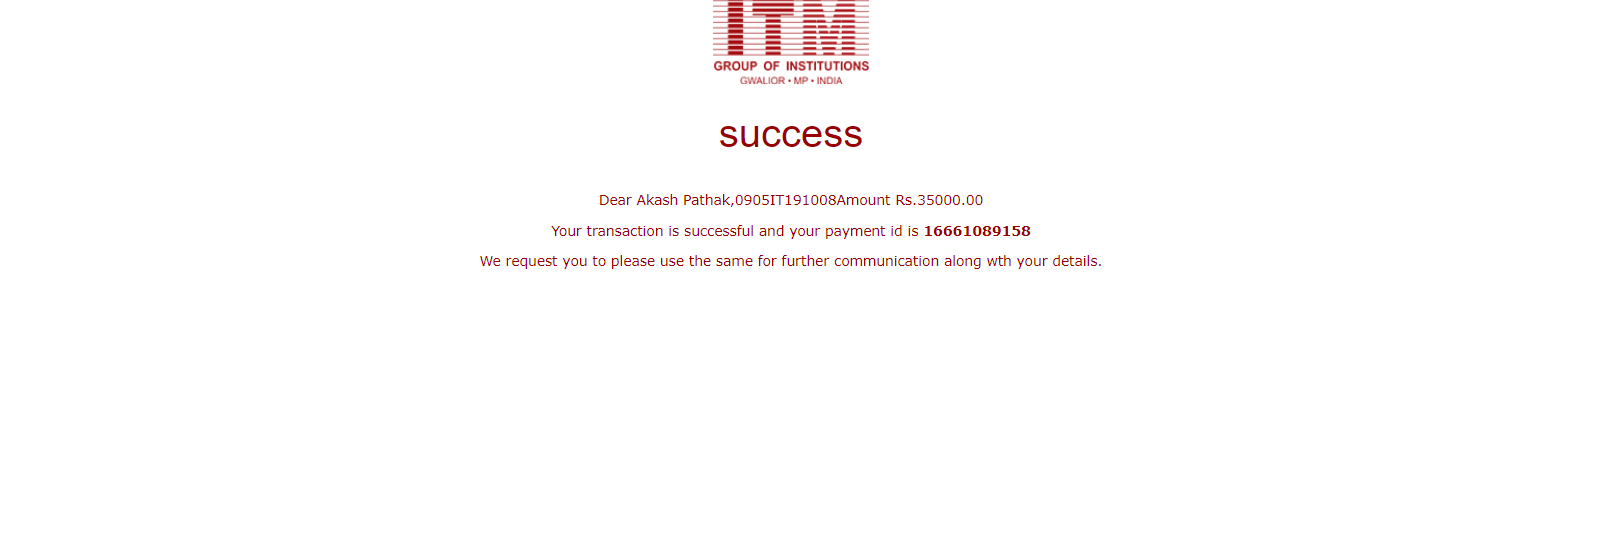 ITM
GROUP OF INSTITUTIONS
GWALIOR • MP • INDIA
success
Dear Akash Pathak,0905IT191008Amount Rs.35000.00
Your transaction is successful and your payment id is 16661089158
We request you to please use the same for further communication along wth your details.